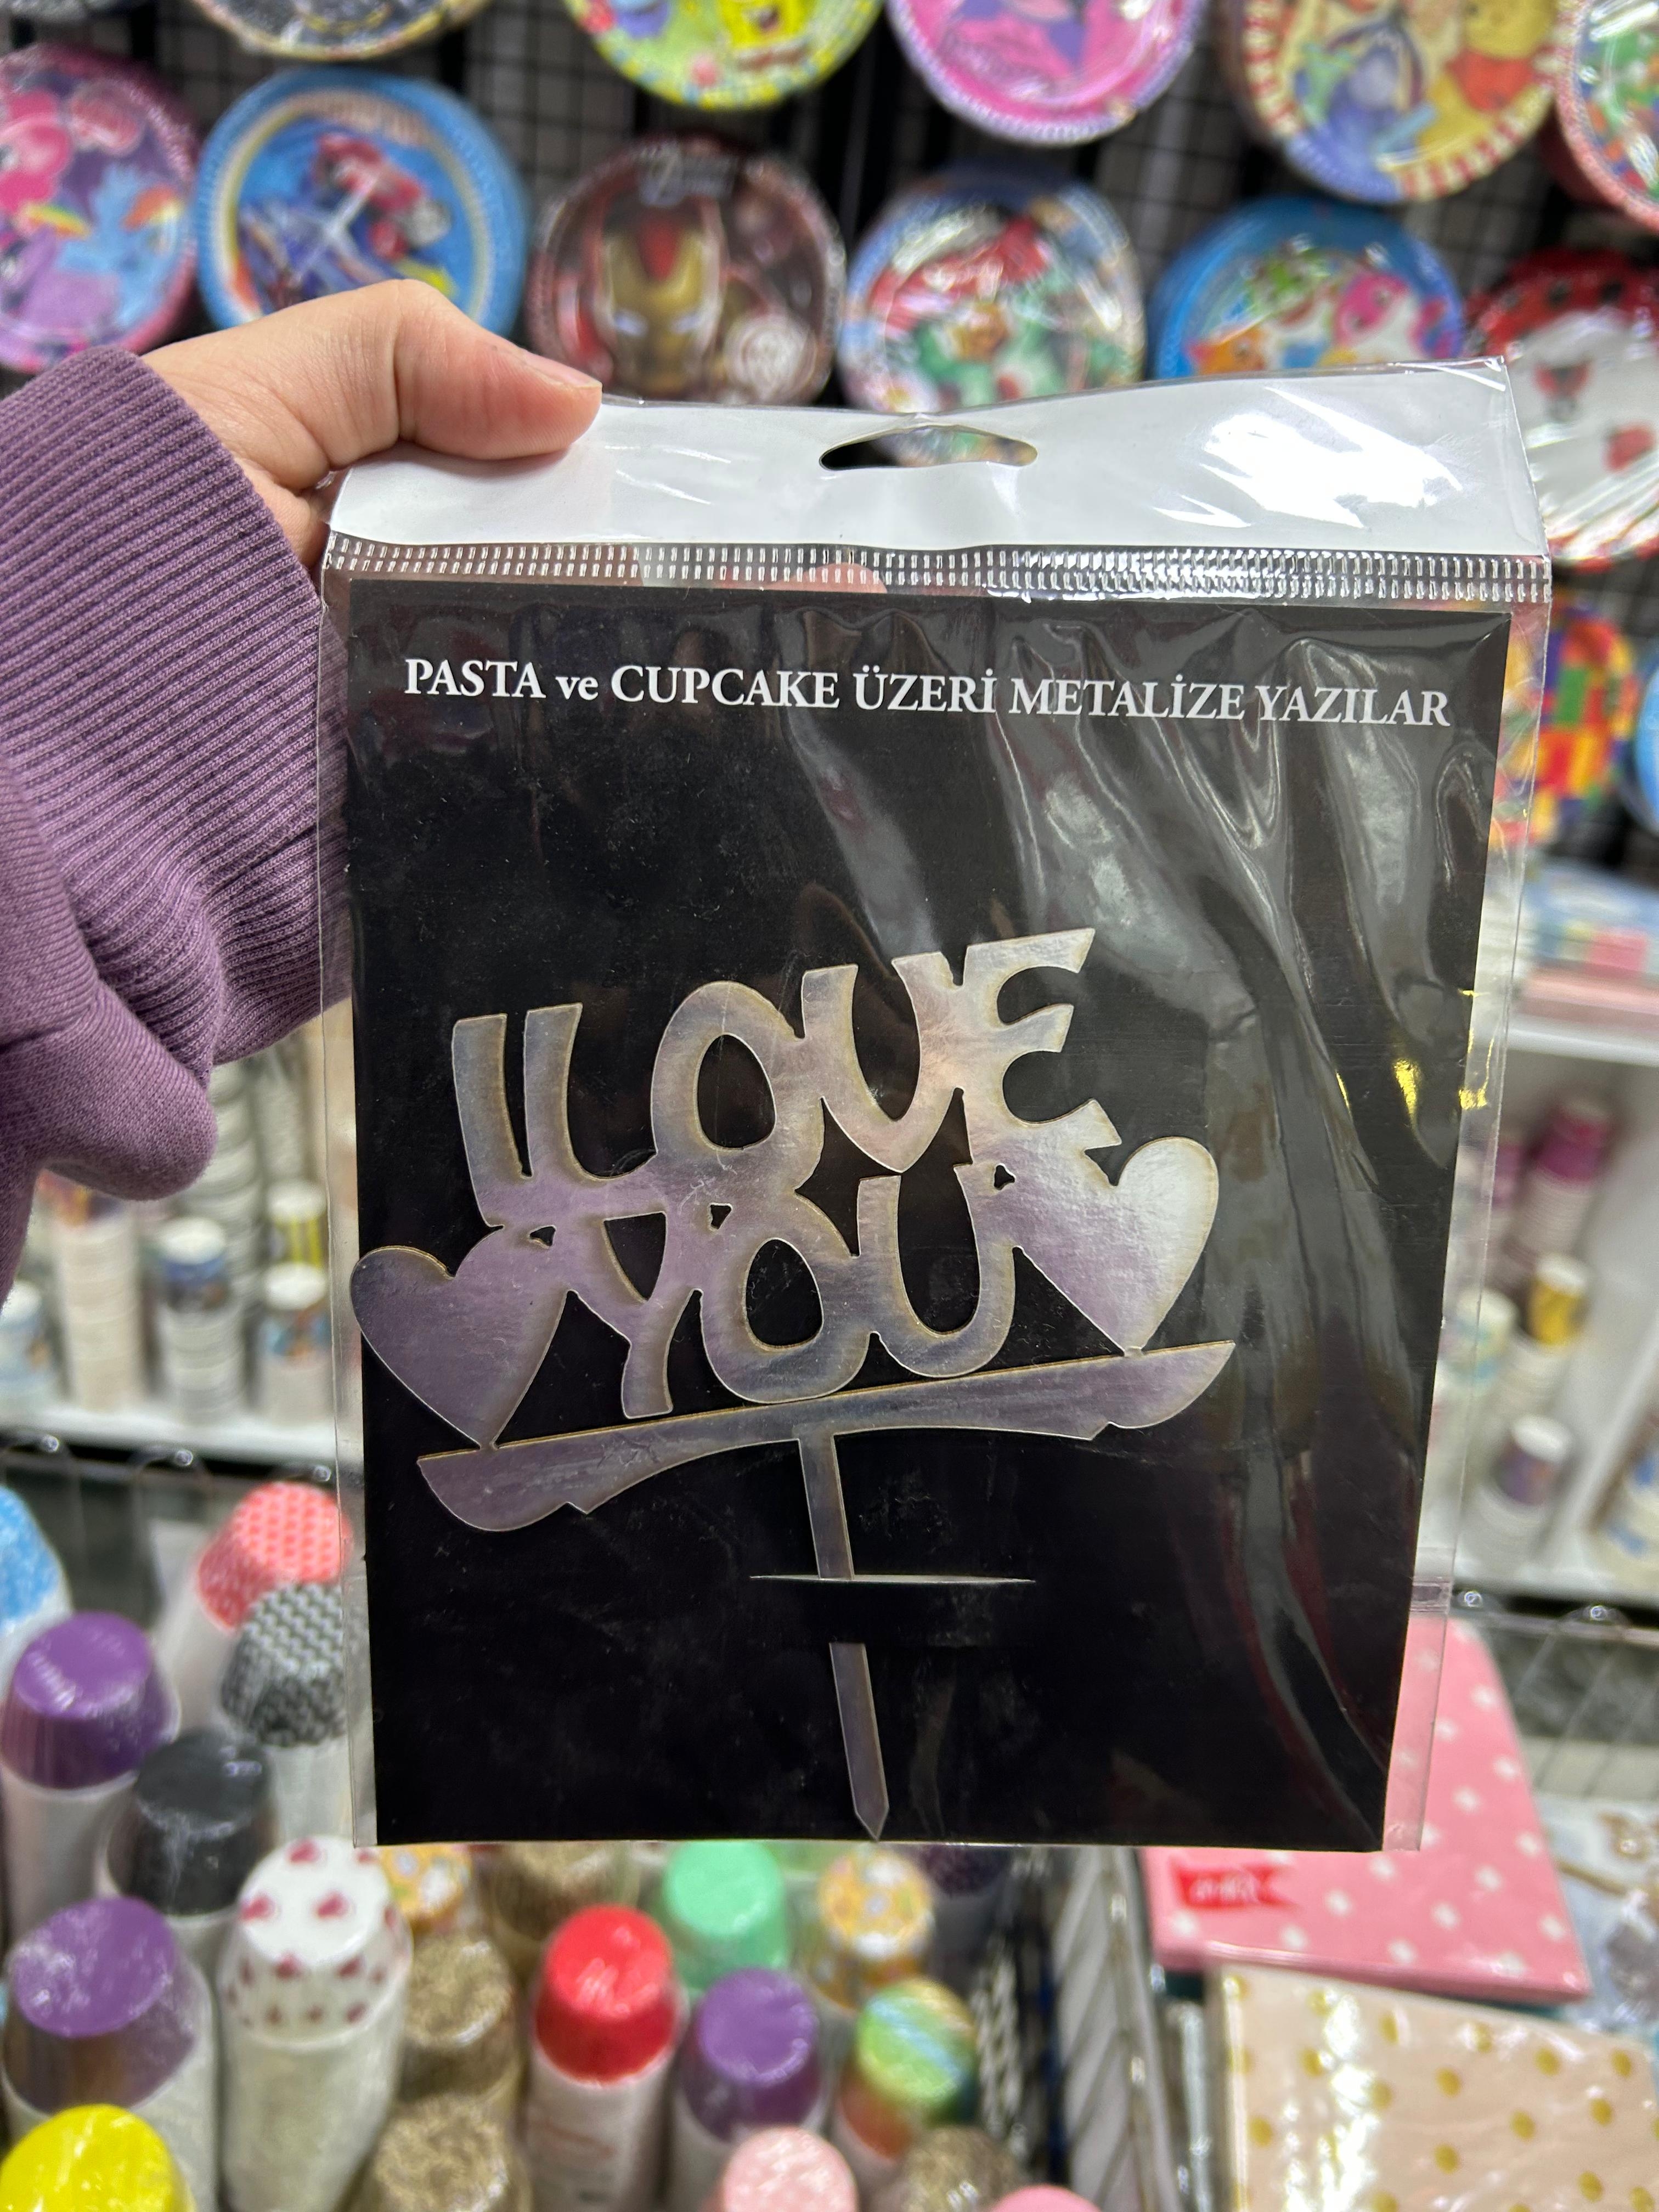 PASTA ve CUPCAKE ÜZERİ METALİZE YAZILAR
I LOVE
YOU